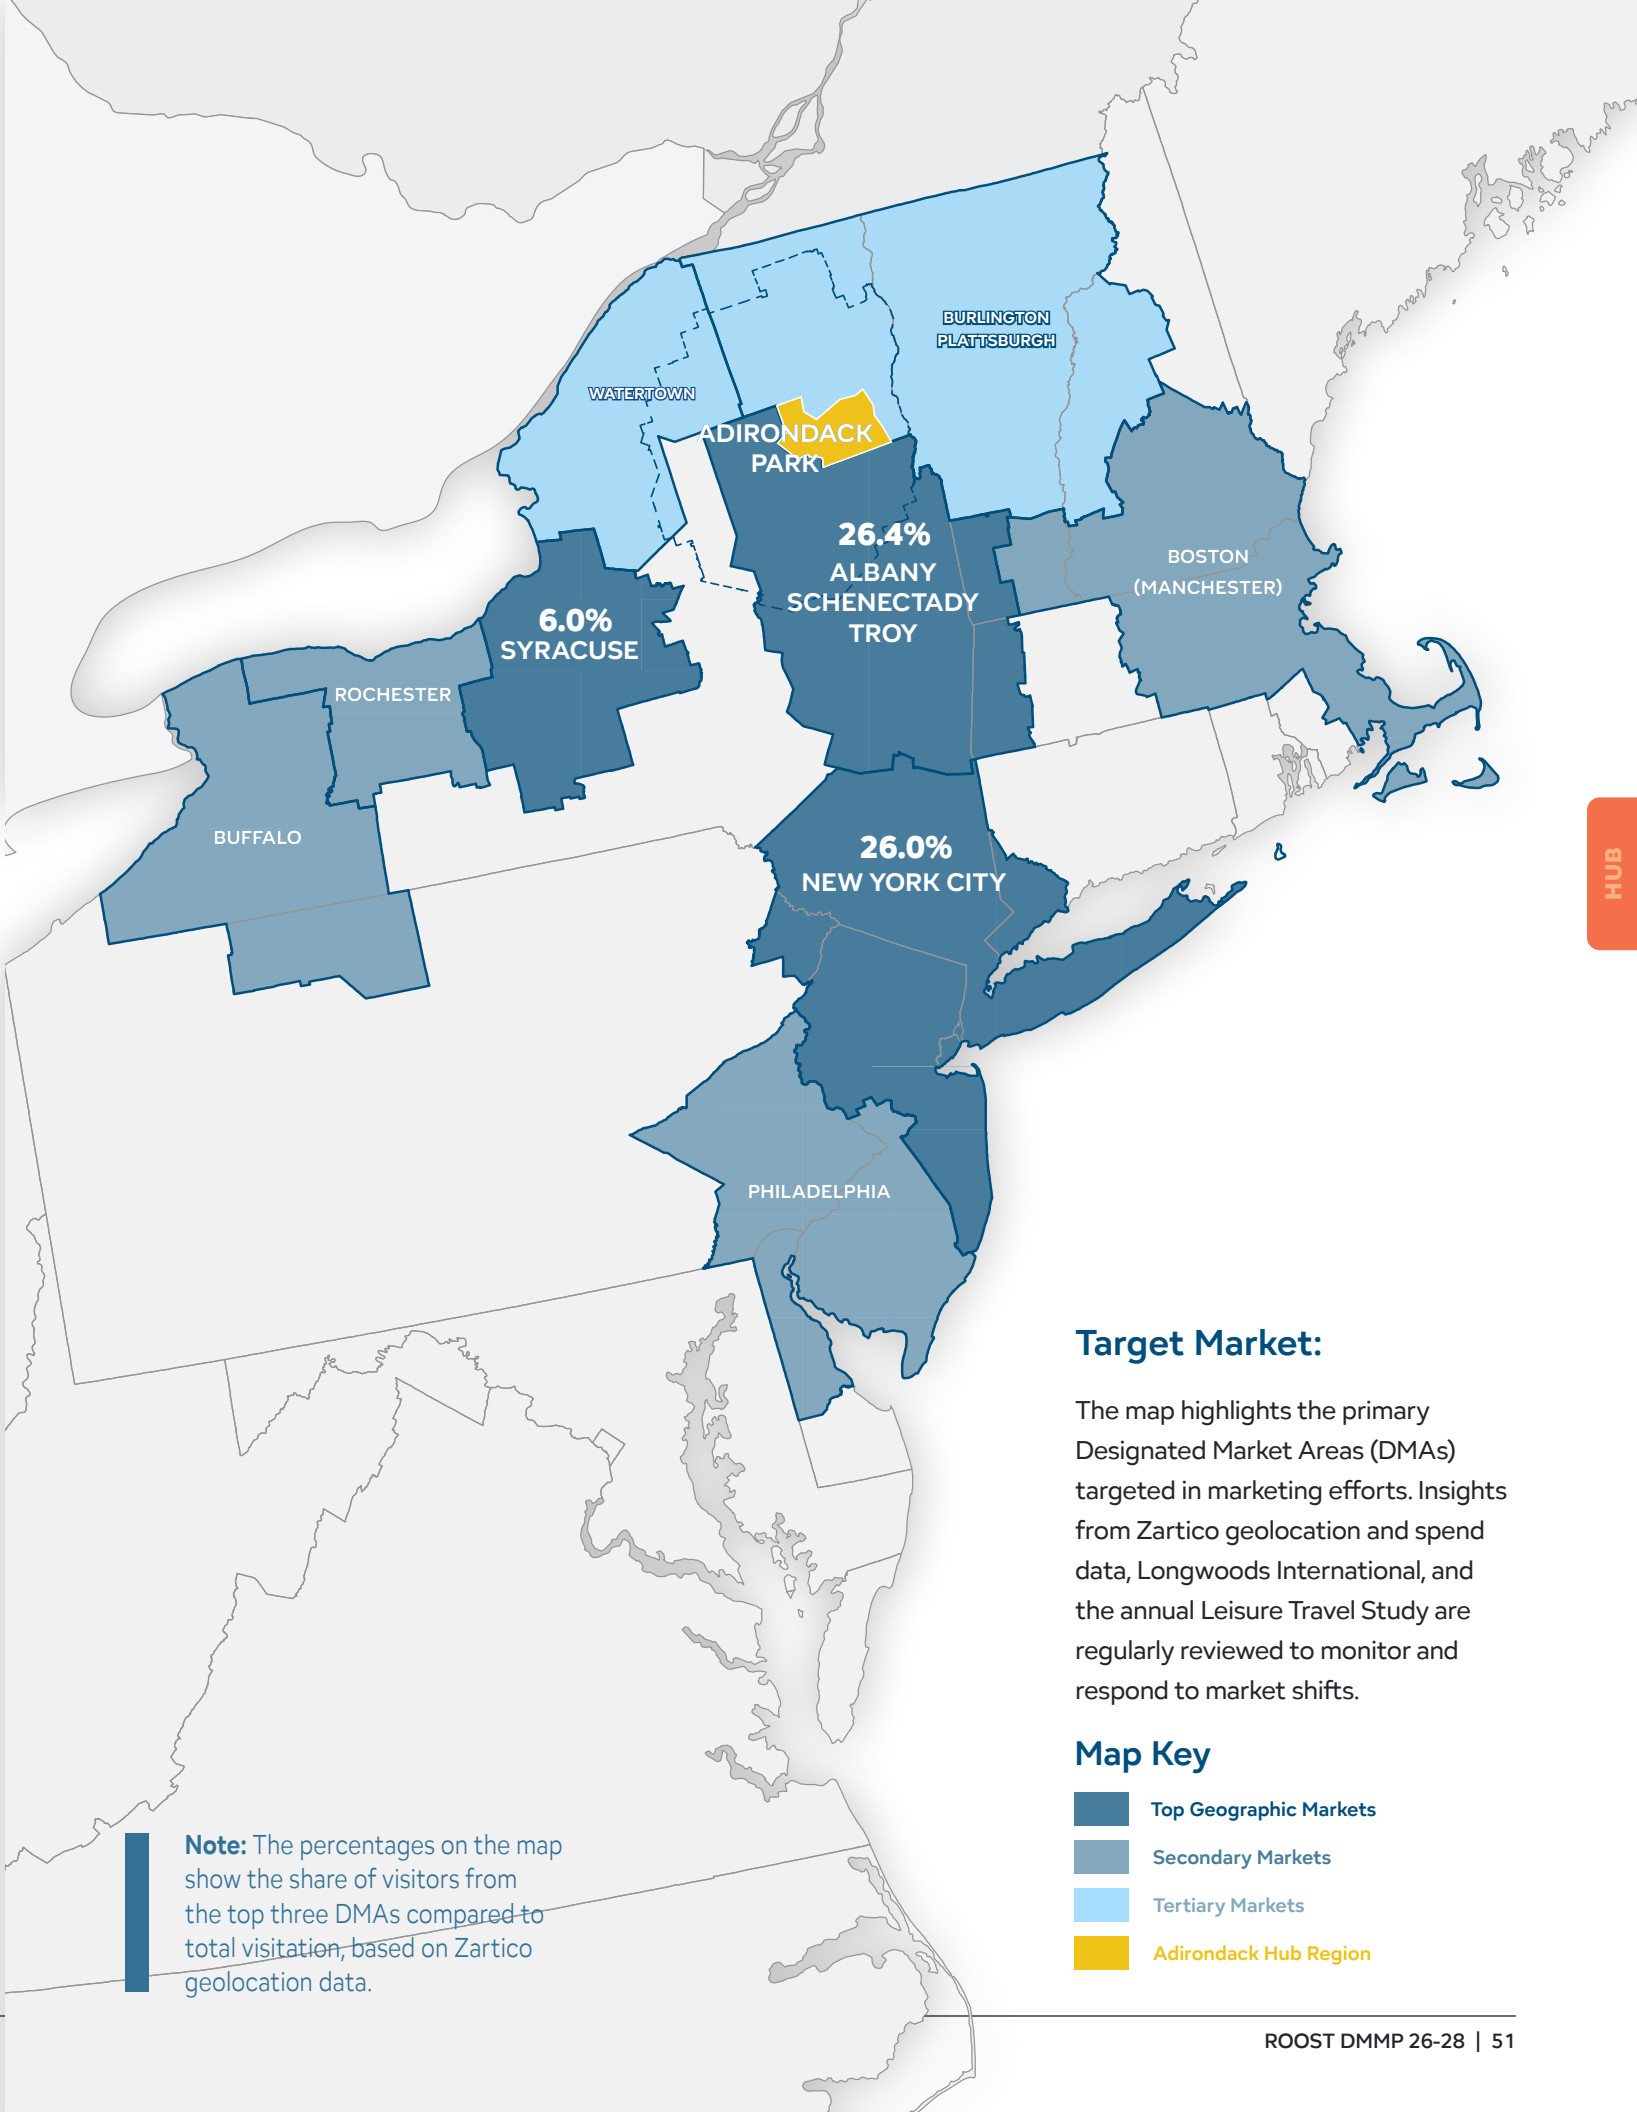 BURLINGTON
PLATTSBURGH
WATERTOWN
ADIRONDACK
PARK
26.4%
ALBANY
SCHENECTADY
TROY
BOSTON
(MANCHESTER)
6.0%
SYRACUSE
ROCHESTER
BUFFALO
26.0%
NEW YORK CITY
HUB
PHILADELPHIA
Target Market:
The map highlights the primary
Designated Market Areas (DMAs)
targeted in marketing efforts. Insights
from Zartico geolocation and spend
data, Longwoods International, and
the annual Leisure Travel Study are
regularly reviewed to monitor and
respond to market shifts.
Map Key
Top Geographic Markets
Secondary Markets
Tertiary Markets
Adirondack Hub Region
Note: The percentages on the map
show the share of visitors from
the top three DMAs compared to
total visitation, based on Zartico
geolocation data.
ROOST DMMP 26-28 | 51